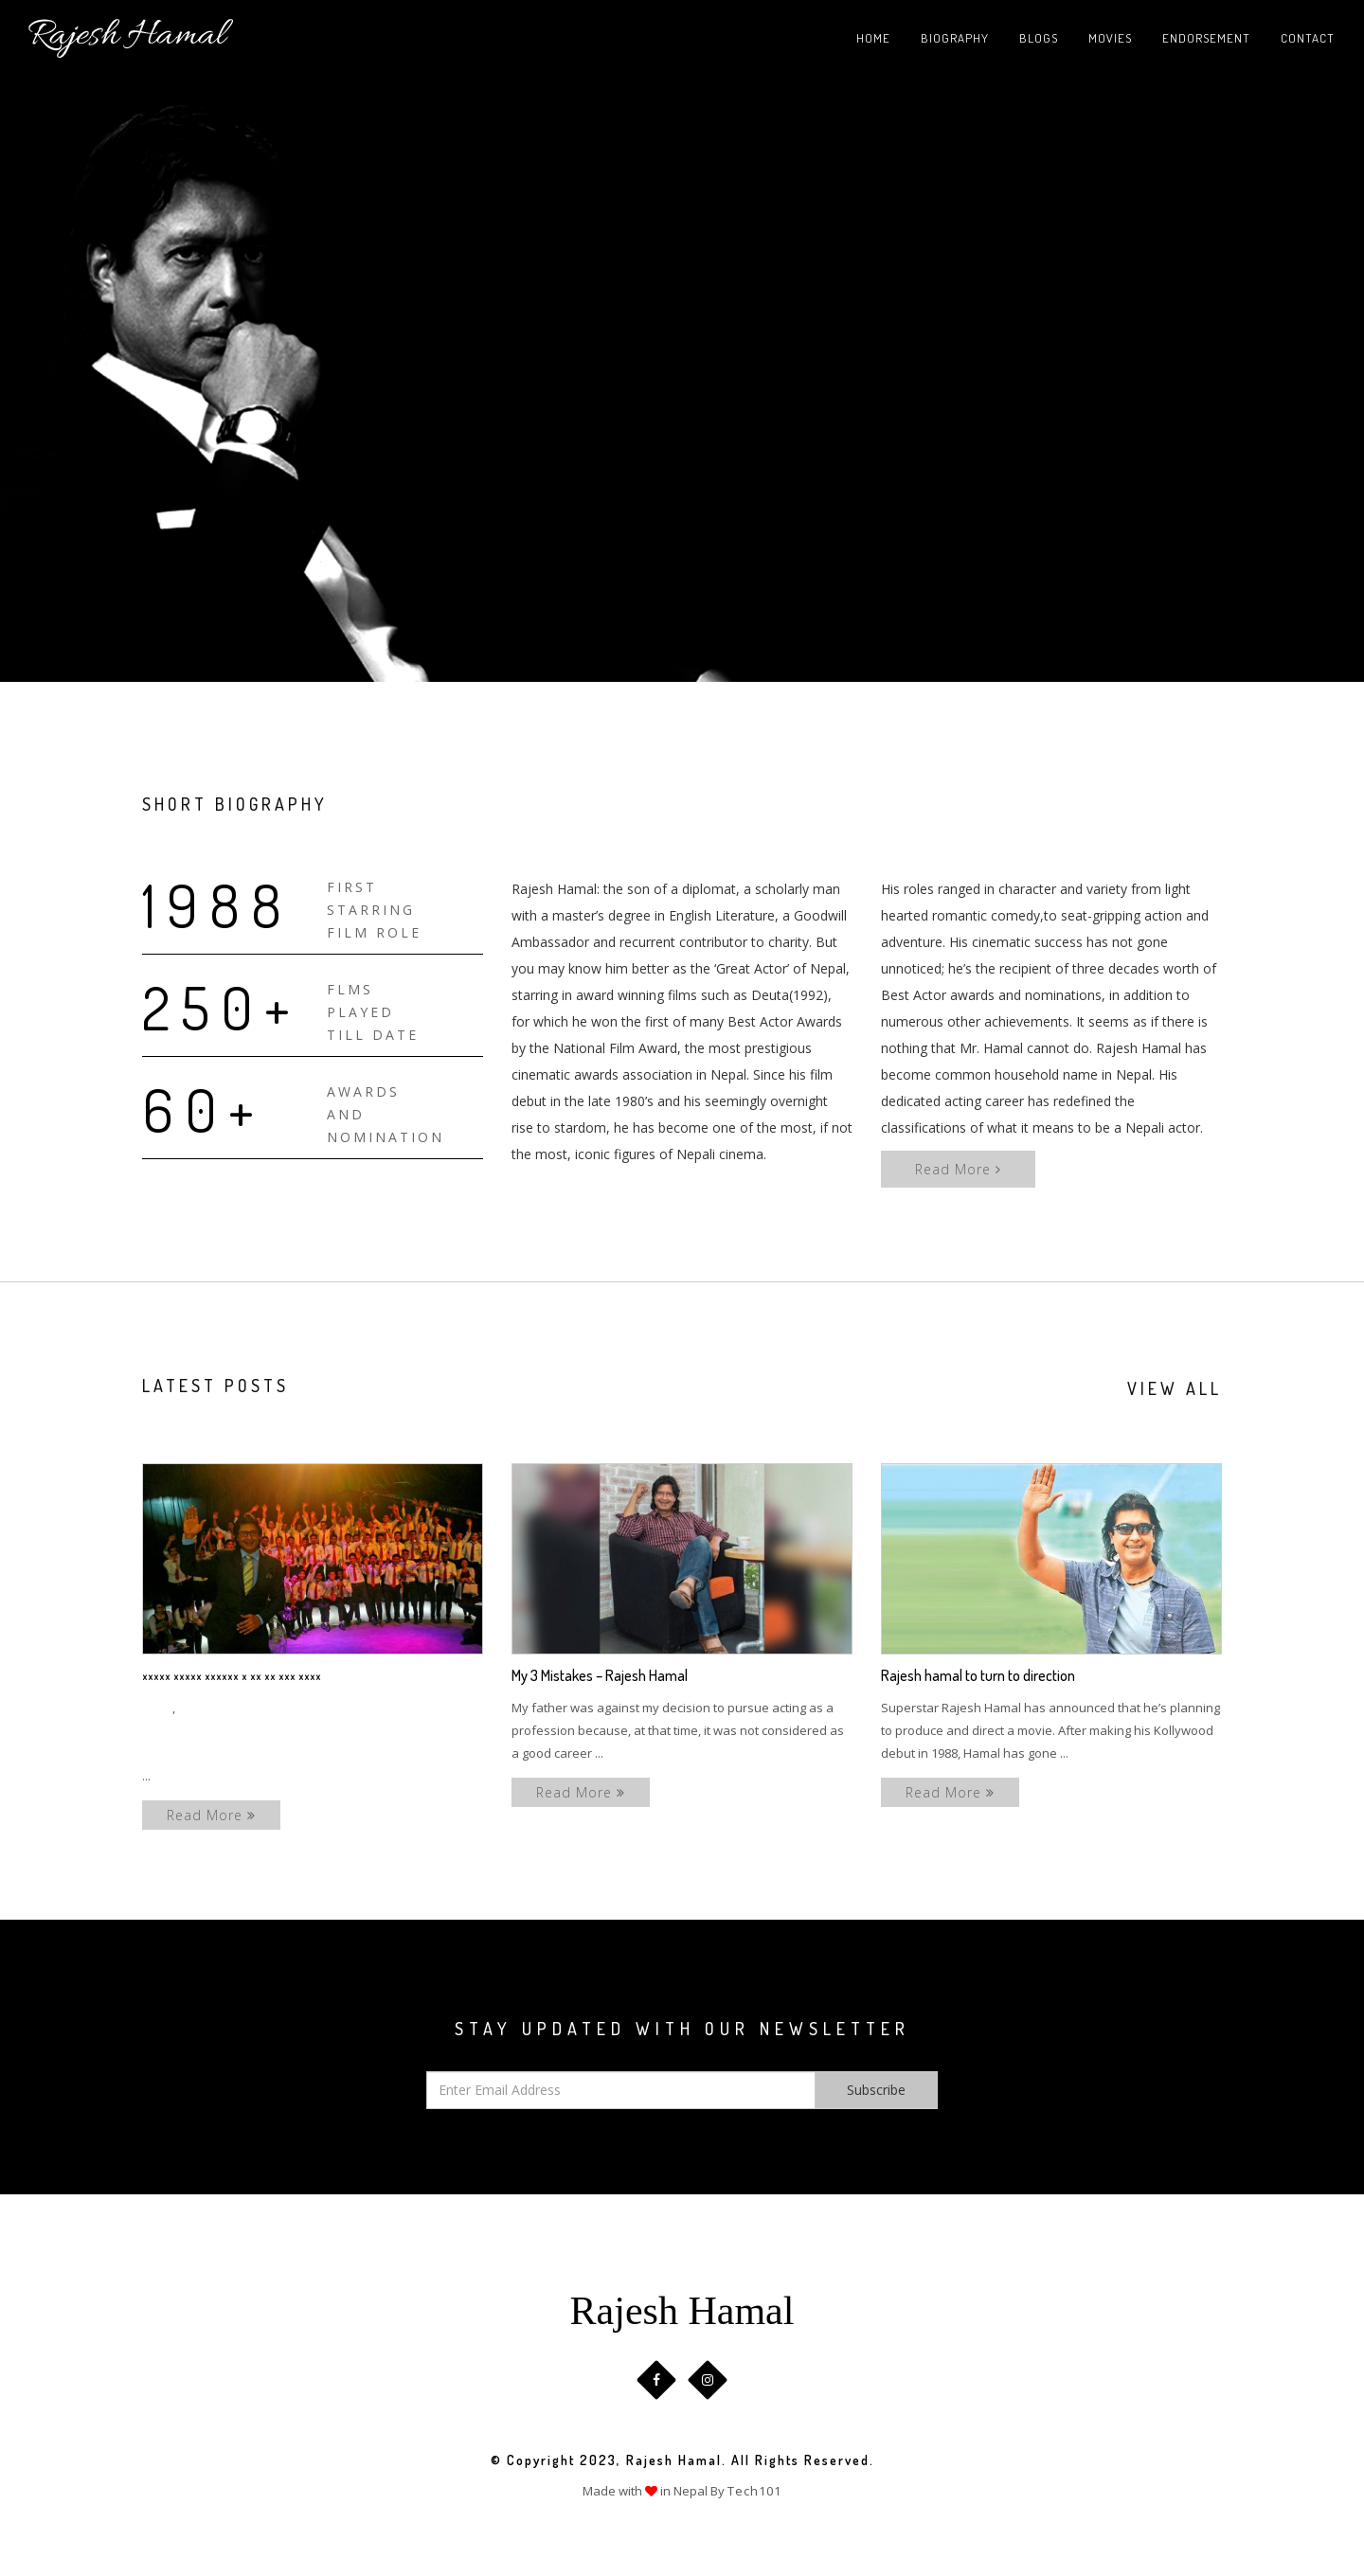 Rajesh Hamal
HOME BIOGRAPHY BLOGS MOVIES ENDORSEMENT CONTACT
SHORT BIOGRAPHY
1988
FIRST
STARRING
FILM ROLE
250+
FLMS
PLAYED
TILL DATE
60+
AWARDS
AND
NOMINATION
Rajesh Hamal: the son of a diplomat, a scholarly man
with a master’s degree in English Literature, a Goodwill
Ambassador and recurrent contributor to charity. But
you may know him better as the ‘Great Actor’ of Nepal,
starring in award winning films such as Deuta(1992),
for which he won the first of many Best Actor Awards
by the National Film Award, the most prestigious
cinematic awards association in Nepal. Since his film
debut in the late 1980’s and his seemingly overnight
rise to stardom, he has become one of the most, if not
the most, iconic figures of Nepali cinema.
His roles ranged in character and variety from light
hearted romantic comedy,to seat-gripping action and
adventure. His cinematic success has not gone
unnoticed; he’s the recipient of three decades worth of
Best Actor awards and nominations, in addition to
numerous other achievements. It seems as if there is
nothing that Mr. Hamal cannot do. Rajesh Hamal has
become common household name in Nepal. His
dedicated acting career has redefined the
classifications of what it means to be a Nepali actor.
Read More ›
LATEST POSTS
VIEW ALL
xxxxx xxxxx xxxxxx x xx xx xxx xxxx
,
...
Read More »
My 3 Mistakes – Rajesh Hamal
My father was against my decision to pursue acting as a
profession because, at that time, it was not considered as
a good career ...
Read More »
Rajesh hamal to turn to direction
Superstar Rajesh Hamal has announced that he’s planning
to produce and direct a movie. After making his Kollywood
debut in 1988, Hamal has gone ...
Read More »
STAY UPDATED WITH OUR NEWSLETTER
Enter Email Address
Subscribe
Rajesh Hamal
© Copyright 2023, Rajesh Hamal. All Rights Reserved.
Made with ❤ in Nepal By Tech101